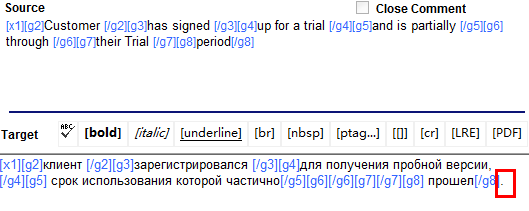 Source
Close Comment
[x1][g2]Customer [/g2][g3]has signed [/g3][g4]up for a trial [/g4][g5]and is partially [/g5][g6]
through [/g6][g7]their Trial [/g7][g8]period[/g8]
Target ABC [bold] [italic] [underline] [br] [nbsp] [ptag...] [[]] [cr] [LRE] [PDF]
[x1][g2]клиент [/g2][g3]зарегистрировался [/g3][g4]для получения пробной версии,
[/g4][g5] срок использования которой частично[/g5][g6][/g6][g7][/g7][g8] прошел[/g8].